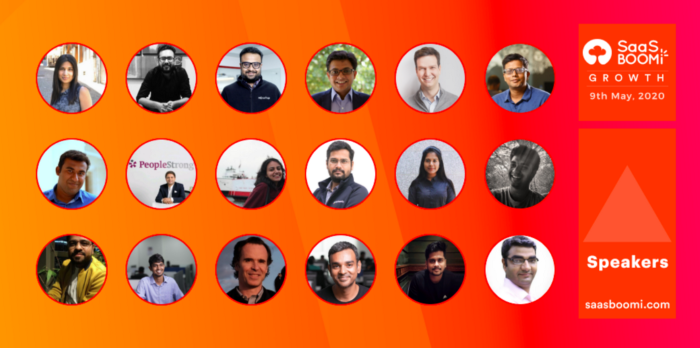 SaaS
BOOMi
GROWTH
9th May, 2020
PeopleStrong
Speakers
saasboomi.com